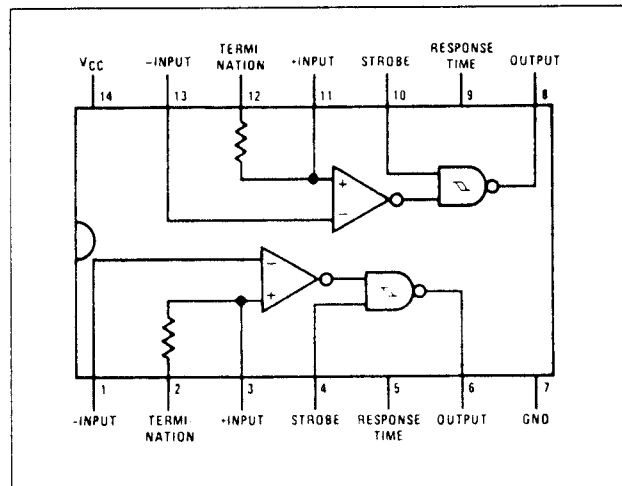 VCC -INPUT TERMI NATION +INPUT STROBE RESPONSE TIME OUTPUT
14 13 12 11 10 9 8
+
−
−
+
1 2 3 4 5 6 7
-INPUT TERMI NATION +INPUT STROBE RESPONSE TIME OUTPUT GND